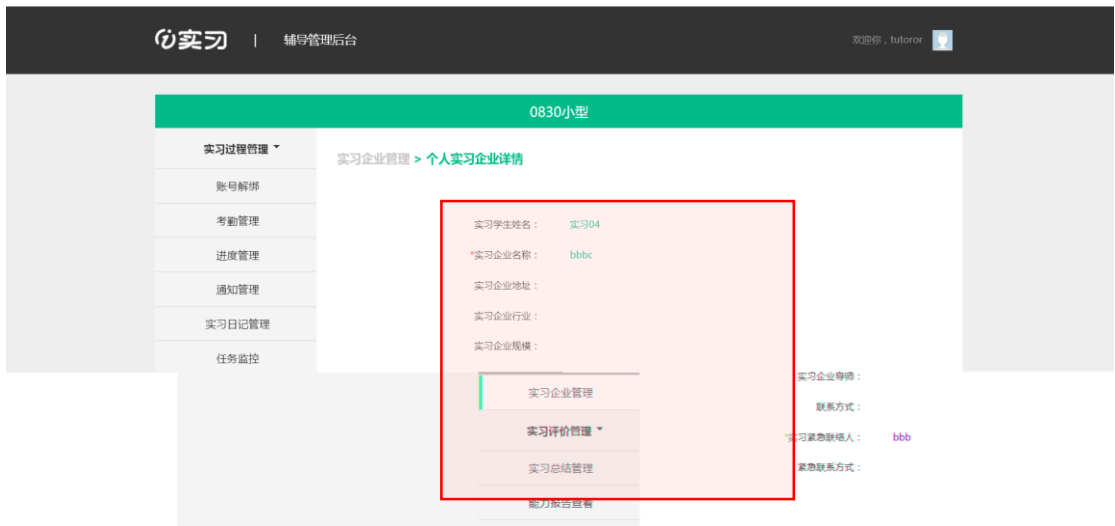 实习 | 辅导管理后台
欢迎你，tutoror
0830小型
实习过程管理
账号解绑
考勤管理
进度管理
通知管理
实习日记管理
任务监控
实习企业管理 > 个人实习企业详情
实习学生姓名： 实习04
*实习企业名称： bbbc
实习企业地址：
实习企业行业：
实习企业规模：
实习企业管理
实习评价管理
实习总结管理
能力报告查看
实习企业导师：
联系方式：
*实习紧急联络人： bbb
紧急联系方式：